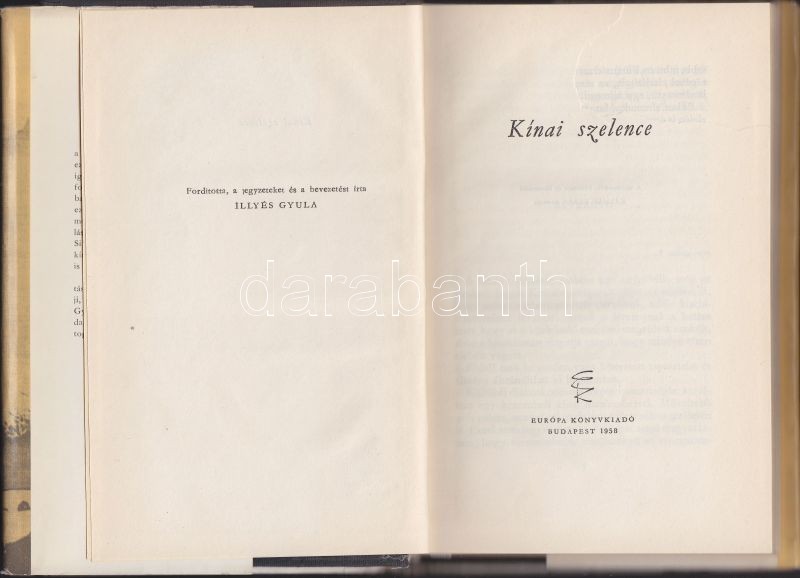 Fordította, a jegyzeteket és a bevezetést írta
ILLYÉS GYULA
Kínai szelence
EURÓPA KÖNYVKIADÓ
BUDAPEST 1958
darabanth